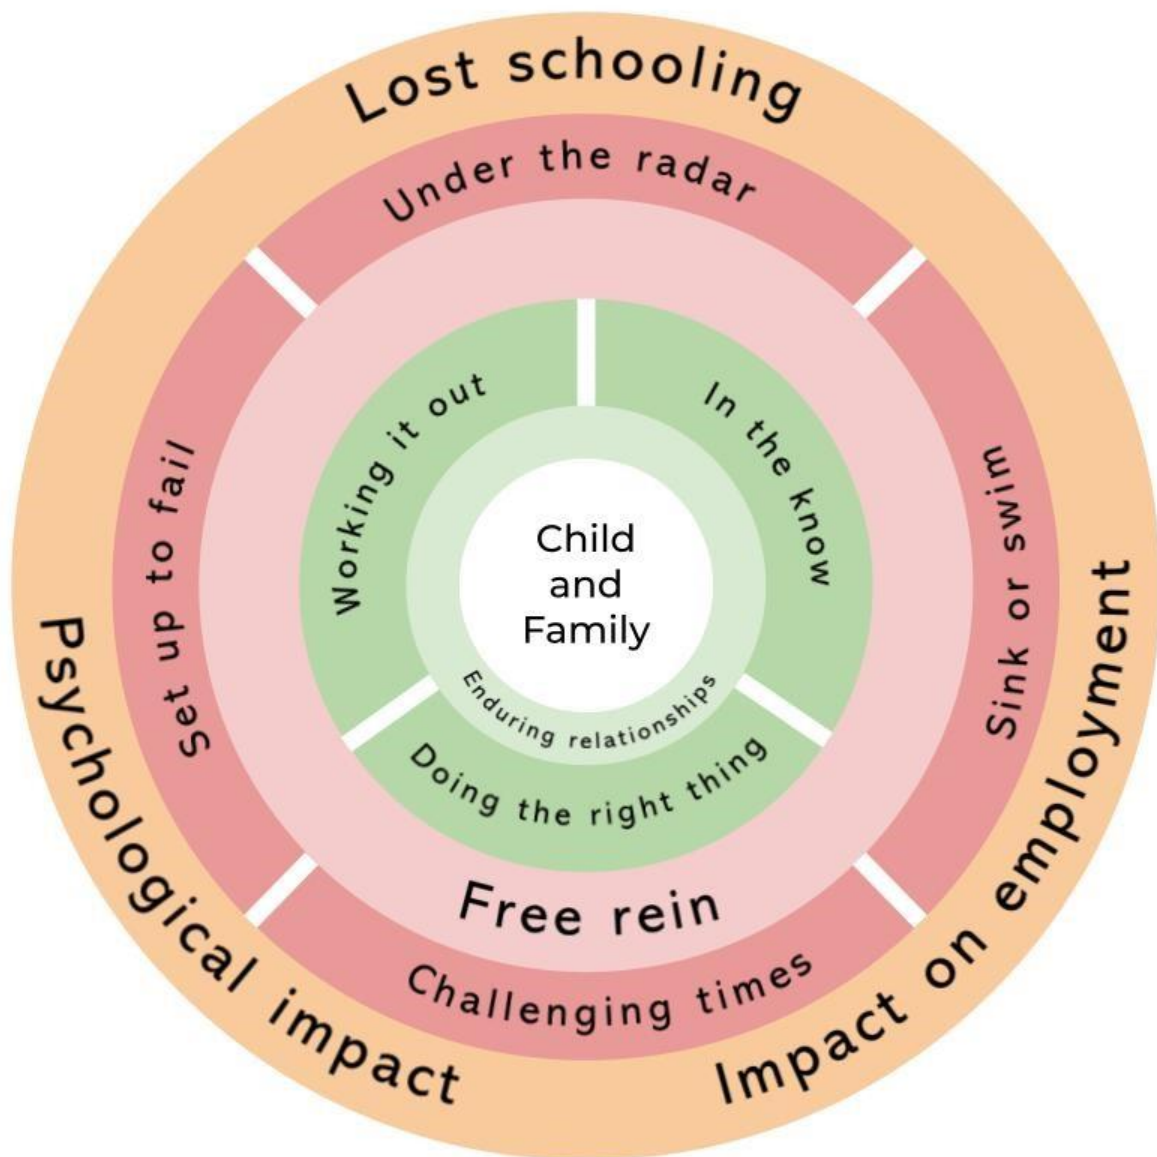 Lost schooling
Under the radar
Set up to fail
Sink or swim
Working it out
In the know
Child
and
Family
Enduring relationships
Doing the right thing
Free rein
Challenging times
Psychological impact
Impact on employment